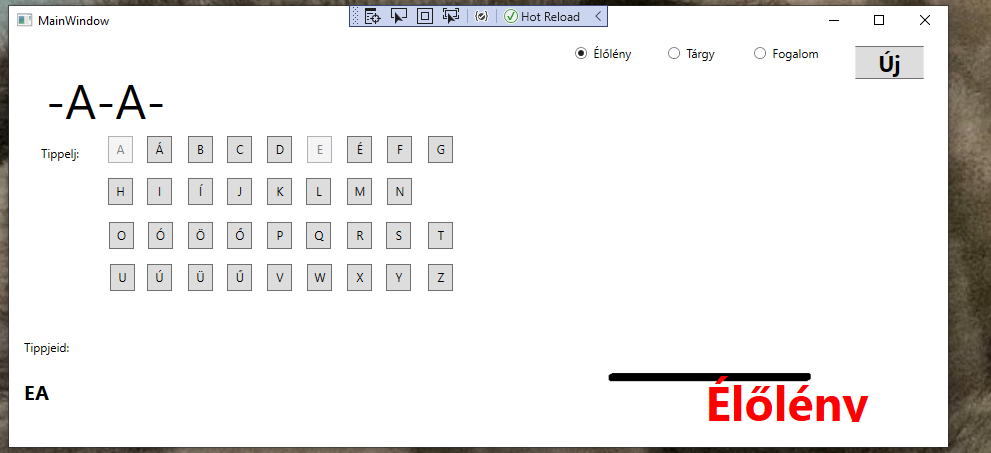 MainWindow
Hot Reload
Élőlény Tárgy Fogalom Új
-A-A-
Tippelj: A Á B C D E É F G
H I Í J K L M N
O Ó Ö Ő P Q R S T
U Ú Ü Ű V W X Y Z
Tippjeid:
EA
Élőlény